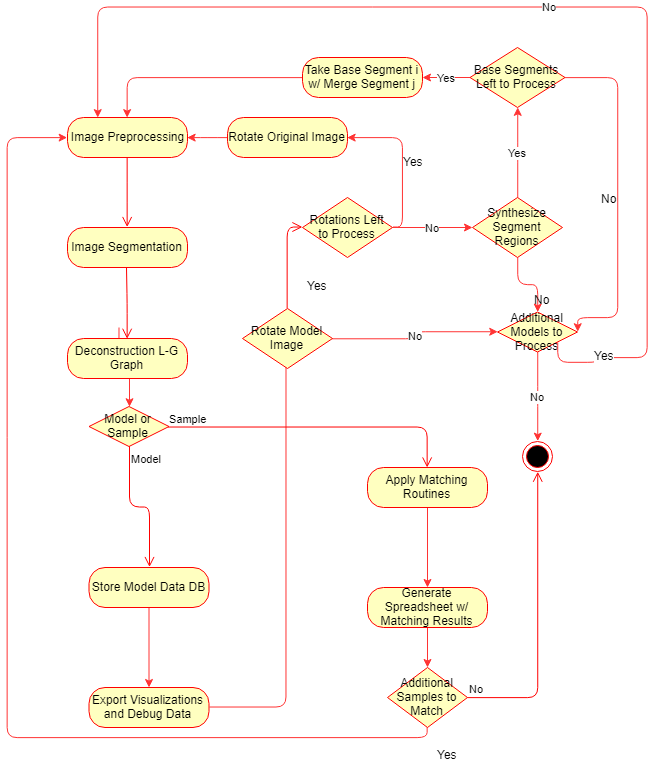 No
Take Base Segment i
w/ Merge Segment j
Yes
Base Segments
Left to Process
Image Preprocessing
Rotate Original Image
Yes
Yes
No
Rotations Left
to Process
No
Synthesize
Segment
Regions
Image Segmentation
Yes
No
Rotate Model
Image
No
Additional
Models to
Process
Yes
Deconstruction L-G
Graph
No
Model or
Sample
Sample
Model
Apply Matching
Routines
Store Model Data DB
Generate
Spreadsheet w/
Matching Results
Export Visualizations
and Debug Data
Additional
Samples to
Match
No
Yes